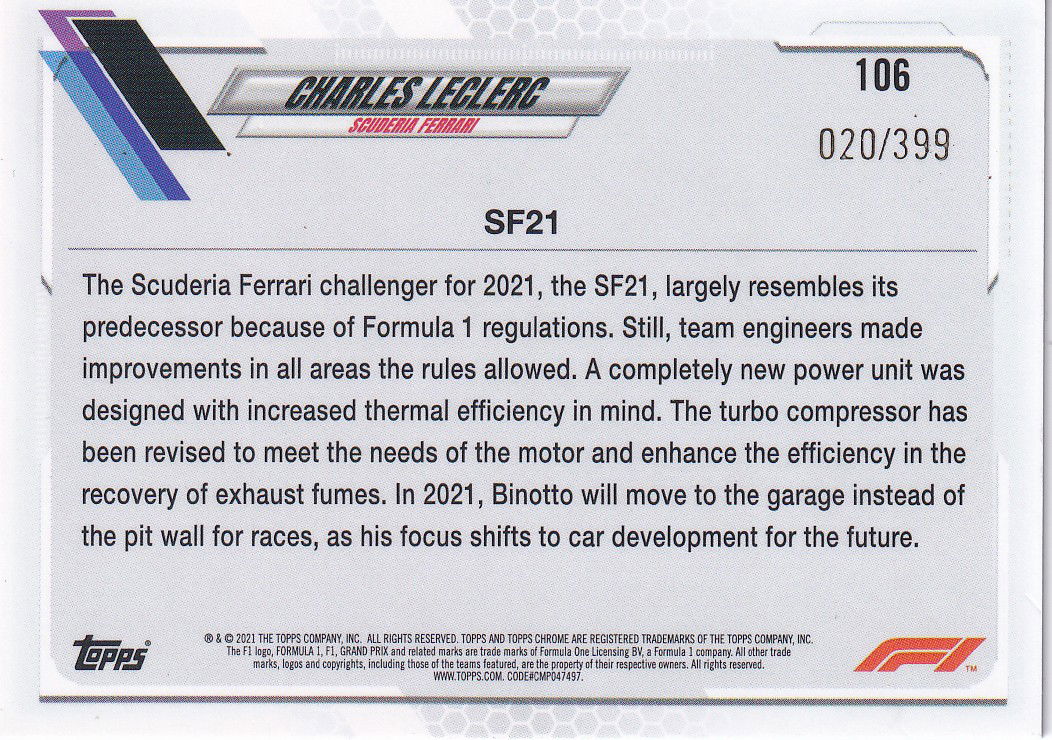 CHARLES LECLERC
SCUDERIA FERRARI
106
020/399
SF21
The Scuderia Ferrari challenger for 2021, the SF21, largely resembles its
predecessor because of Formula 1 regulations. Still, team engineers made
improvements in all areas the rules allowed. A completely new power unit was
designed with increased thermal efficiency in mind. The turbo compressor has
been revised to meet the needs of the motor and enhance the efficiency in the
recovery of exhaust fumes. In 2021, Binotto will move to the garage instead of
the pit wall for races, as his focus shifts to car development for the future.
Topps®
® & © 2021 THE TOPPS COMPANY, INC. ALL RIGHTS RESERVED. TOPPS AND TOPPS CHROME ARE REGISTERED TRADEMARKS OF THE TOPPS COMPANY, INC.
The F1 logo, FORMULA 1, F1, GRAND PRIX and related marks are trade marks of Formula One Licensing BV, a Formula 1 company. All other trade
marks, logos and copyrights, including those of the teams featured, are the property of their respective owners. All rights reserved.
WWW.TOPPS.COM. CODE#CMP047497.
F1 TM